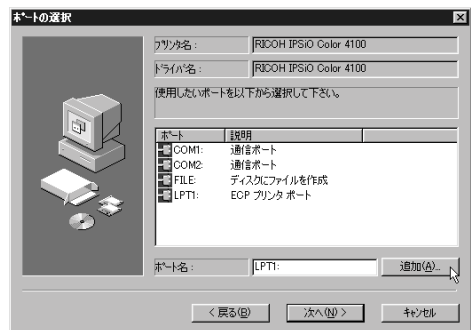 ﾎﾟｰﾄの選択
ﾌﾟﾘﾝﾀ名： RICOH IPSiO Color 4100
ﾄﾞﾗｲﾊﾞ名： RICOH IPSiO Color 4100
使用したいポートを以下から選択して下さい。
ﾎﾟｰﾄ 説明
COM1: 通信ポート
COM2: 通信ポート
FILE: ディスクにファイルを作成
LPT1: ECP プリンタ ポート
ﾎﾟｰﾄ名： LPT1: 追加(A)...
< 戻る(B) 次へ(N) > ｷｬﾝｾﾙ